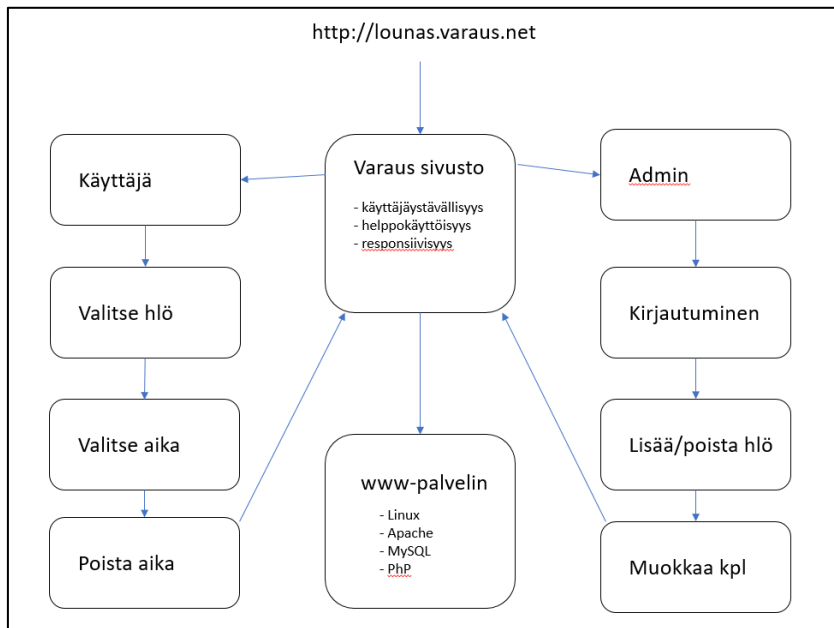 http://lounas.varaus.net
Käyttäjä
Valitse hlö
Valitse aika
Poista aika
Varaus sivusto
- käyttäjäystävällisyys
- helppokäyttöisyys
- responsiivisyys
www-palvelin
- Linux
- Apache
- MySQL
- PhP
Admin
Kirjautuminen
Lisää/poista hlö
Muokkaa kpl